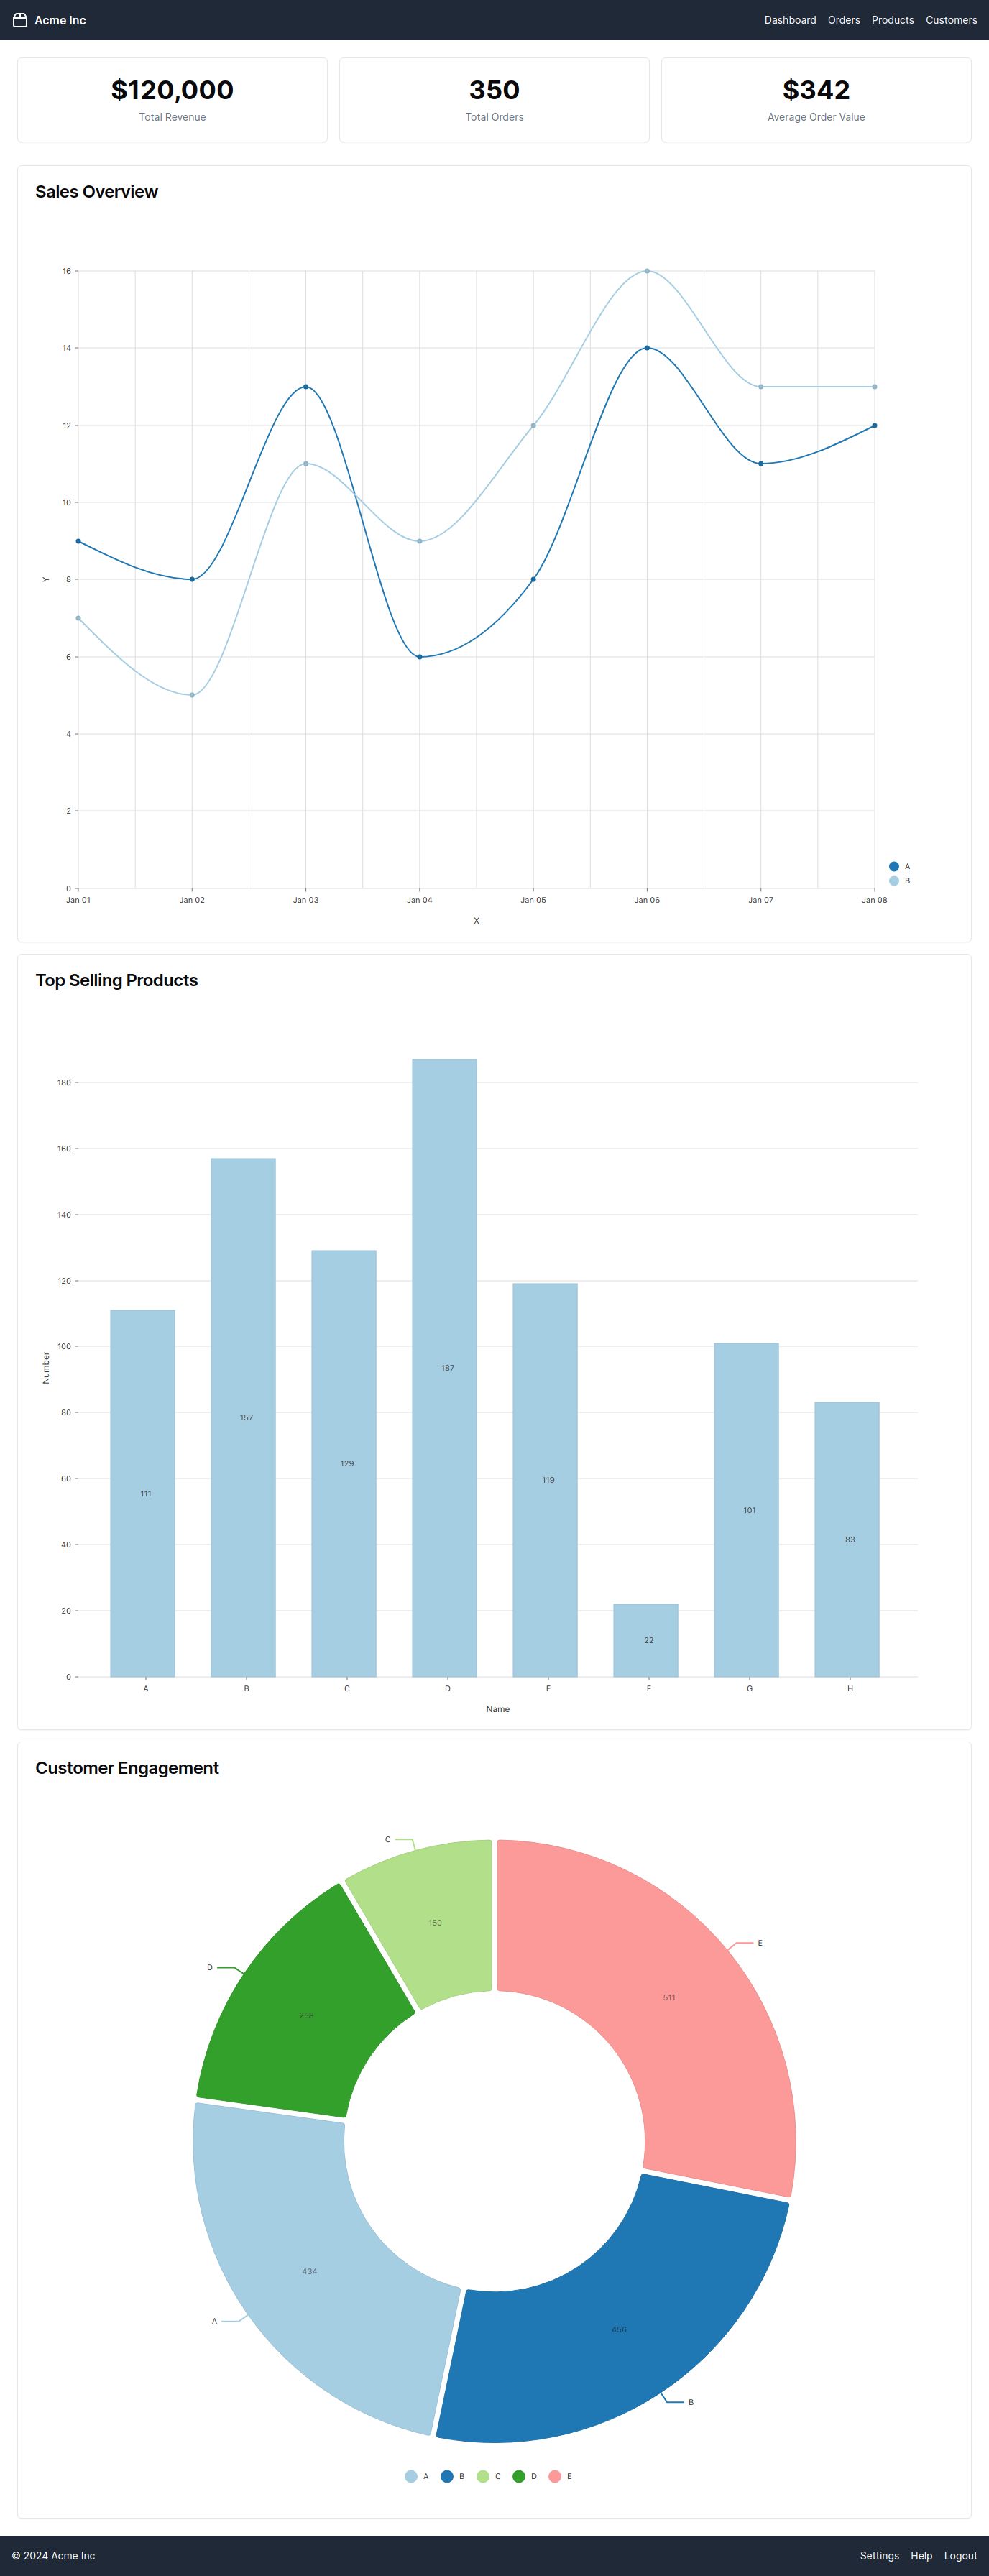 Acme Inc
Dashboard Orders Products Customers
$120,000
Total Revenue
350
Total Orders
$342
Average Order Value
Sales Overview
16
14
12
10
8
6
4
2
0
Y
Jan 01 Jan 02 Jan 03 Jan 04 Jan 05 Jan 06 Jan 07 Jan 08
X
A
B
Top Selling Products
180
160
140
120
100
80
60
40
20
0
Number
111 157 129 187 119 22 101 83
A B C D E F G H
Name
Customer Engagement
C
150
E
511
D
258
A
434
B
456
A B C D E
© 2024 Acme Inc
Settings Help Logout